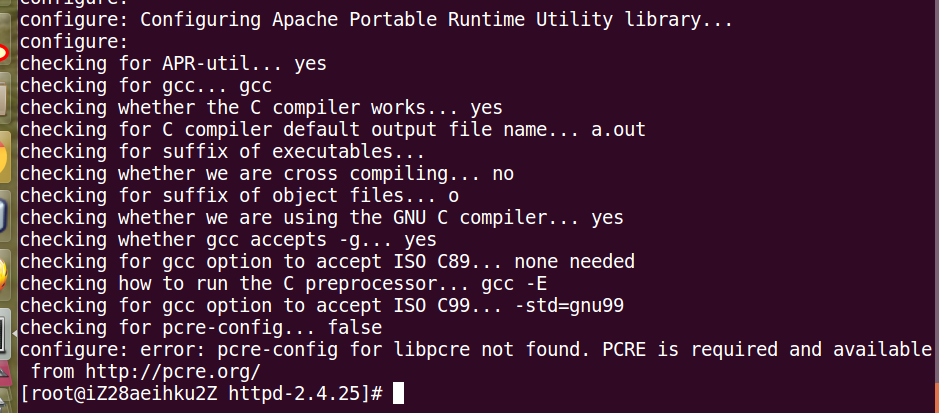 configure:
configure: Configuring Apache Portable Runtime Utility library...
configure:
checking for APR-util... yes
checking for gcc... gcc
checking whether the C compiler works... yes
checking for C compiler default output file name... a.out
checking for suffix of executables...
checking whether we are cross compiling... no
checking for suffix of object files... o
checking whether we are using the GNU C compiler... yes
checking whether gcc accepts -g... yes
checking for gcc option to accept ISO C89... none needed
checking how to run the C preprocessor... gcc -E
checking for gcc option to accept ISO C99... -std=gnu99
checking for pcre-config... false
configure: error: pcre-config for libpcre not found. PCRE is required and available
from http://pcre.org/
[root@iZ28aeihku2Z httpd-2.4.25]#